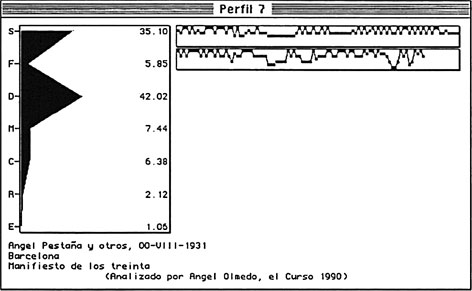 Perfil 7
S 35.10
F 5.85
D 42.02
M 7.44
C 6.38
R 2.12
E 1.05
Angel Pestaña y otros, 00-VIII-1931
Barcelona
Manifiesto de los treinta
(Analizado por Angel Olmedo, el Curso 1990)